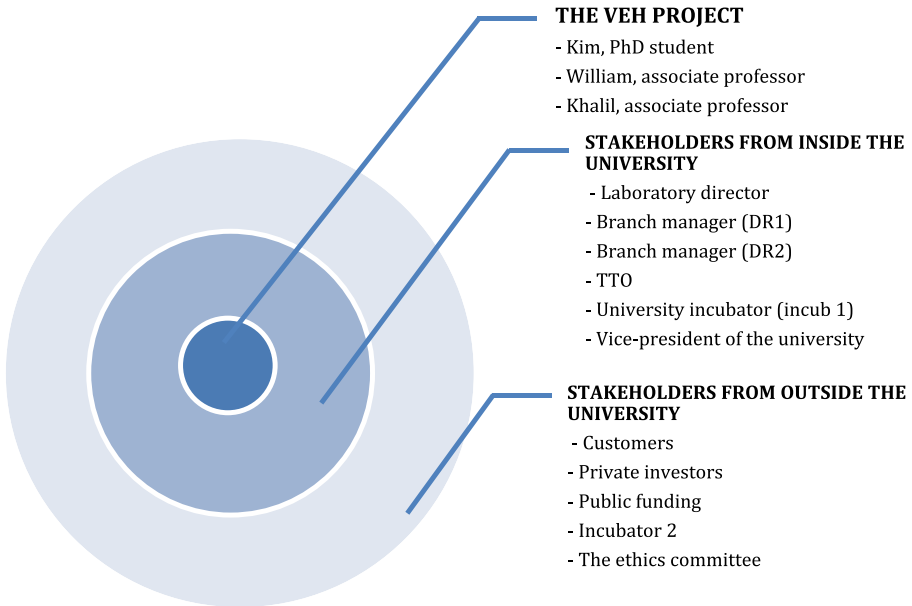 THE VEH PROJECT
- Kim, PhD student
- William, associate professor
- Khalil, associate professor
STAKEHOLDERS FROM INSIDE THE
UNIVERSITY
- Laboratory director
- Branch manager (DR1)
- Branch manager (DR2)
- TTO
- University incubator (incub 1)
- Vice-president of the university
STAKEHOLDERS FROM OUTSIDE THE
UNIVERSITY
- Customers
- Private investors
- Public funding
- Incubator 2
- The ethics committee